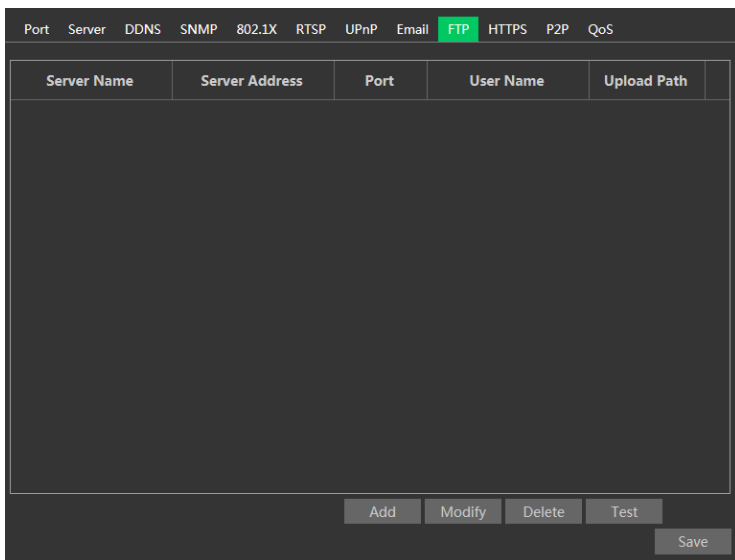 Port Server DDNS SNMP 802.1X RTSP UPnP Email FTP HTTPS P2P QoS
Server Name Server Address Port User Name Upload Path
Add Modify Delete Test
Save